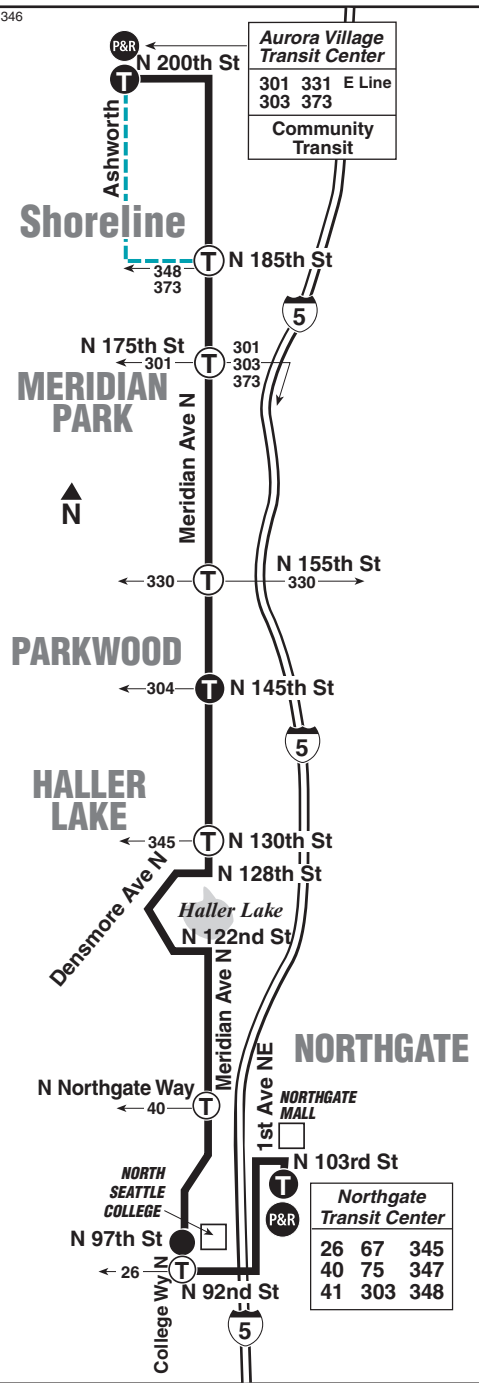 346
P&R
N 200th St
T
Aurora Village
Transit Center
301 331 E Line
303 373
Community
Transit
Ashworth
Shoreline
T
N 185th St
348
373
5
N 175th St
301
T
301
303
373
MERIDIAN
PARK
Meridian Ave N
N
N 155th St
330
T
330
PARKWOOD
304
T
N 145th St
5
HALLER
LAKE
345
T
N 130th St
N 128th St
Densmore Ave N
Haller Lake
N 122nd St
Meridian Ave N
NORTHGATE
1st Ave NE
N Northgate Way
40
T
NORTHGATE
MALL
N 103rd St
T
P&R
NORTH
SEATTLE
COLLEGE
N 97th St
Northgate
Transit Center
26 67 345
40 75 347
41 303 348
26
T
N 92nd St
College Wy N
5